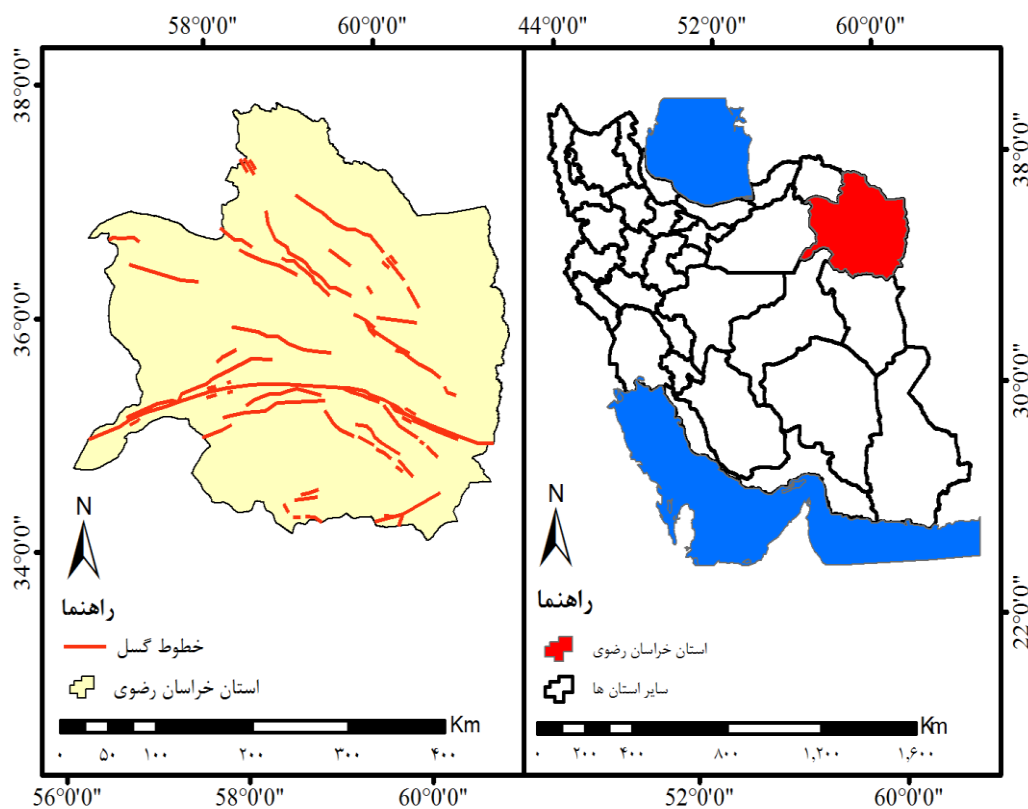 58°0'0" 60°0'0"
44°0'0" 52°0'0" 60°0'0"
38°0'0"
36°0'0"
34°0'0"
38°0'0"
30°0'0"
22°0'0"
N
راهنما
خطوط گسل
استان خراسان رضوی
Km
۰ ۵۰ ۱۰۰ ۲۰۰ ۳۰۰ ۴۰۰
56°0'0" 58°0'0" 60°0'0"
N
راهنما
استان خراسان رضوی
سایر استان ها
Km
۰ ۲۰۰ ۴۰۰ ۸۰۰ ۱,۲۰۰ ۱,۶۰۰
52°0'0" 60°0'0"